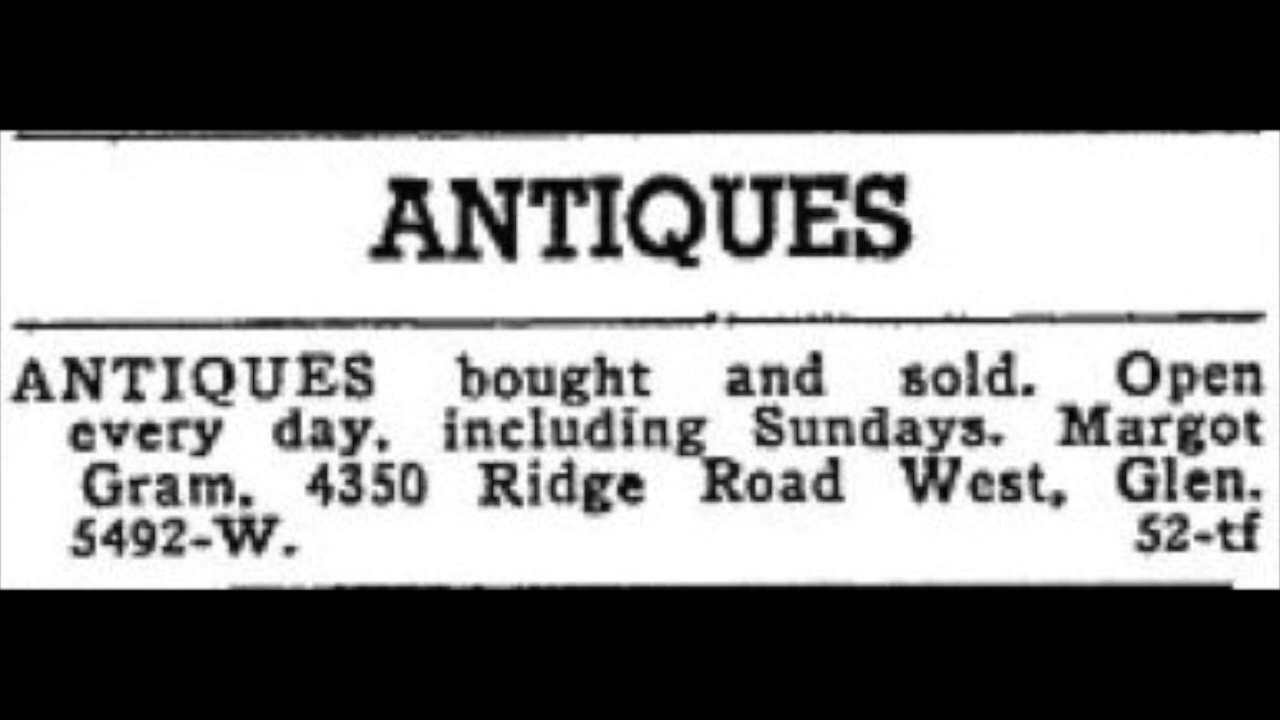 ANTIQUES
ANTIQUES bought and sold. Open
every day, including Sundays. Margot
Gram, 4350 Ridge Road West, Glen.
5492-W. 52-tf